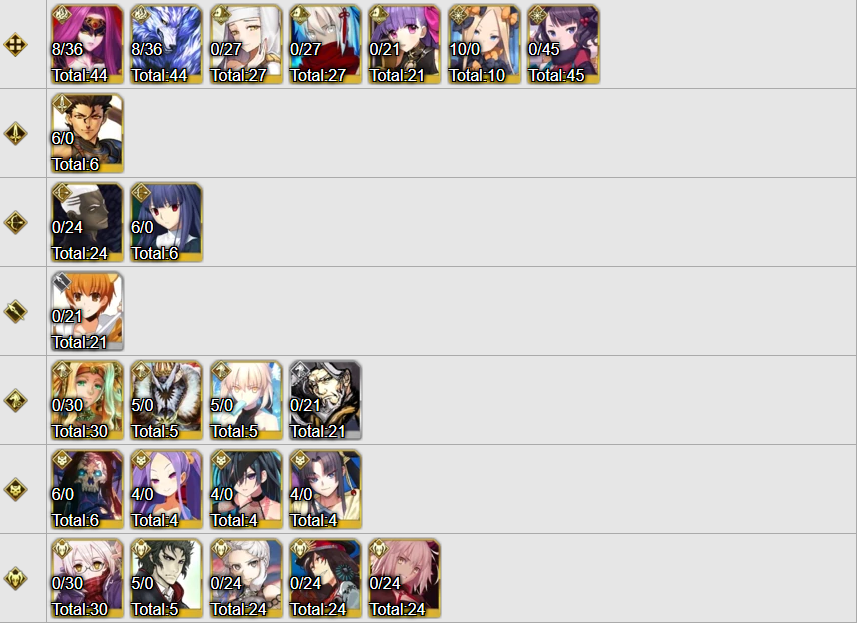 8/36
Total:44
8/36
Total:44
0/27
Total:27
0/27
Total:27
0/21
Total:21
10/0
Total:10
0/45
Total:45
6/0
Total:6
0/24
Total:24
6/0
Total:6
0/21
Total:21
0/30
Total:30
5/0
Total:5
5/0
Total:5
0/21
Total:21
6/0
Total:6
4/0
Total:4
4/0
Total:4
4/0
Total:4
0/30
Total:30
5/0
Total:5
0/24
Total:24
0/24
Total:24
0/24
Total:24